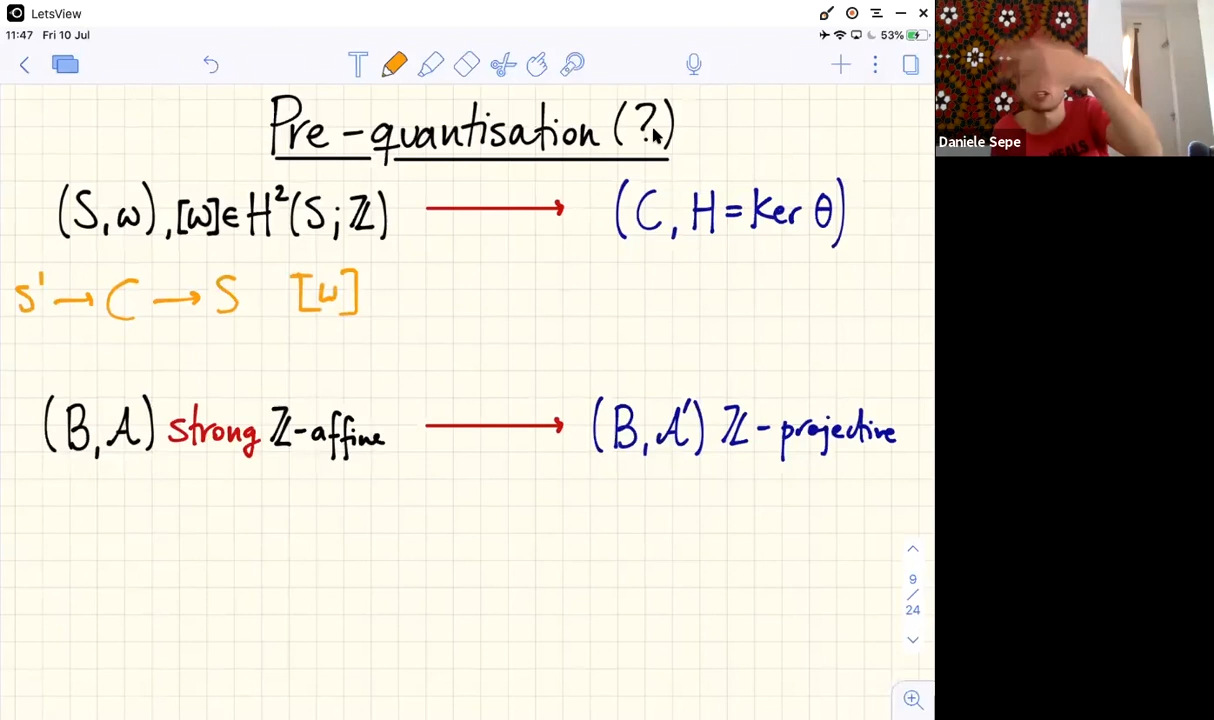 LetsView
11:47 Fri 10 Jul
53%
T
Pre-quantisation (?)
(S, ω), [ω] ∈ H²(S; ℤ) → (C, H = Ker θ)
S¹ → C → S [ω]
(B, A) strong ℤ-affine → (B, A') ℤ-projective
9
/
24
Daniele Sepe